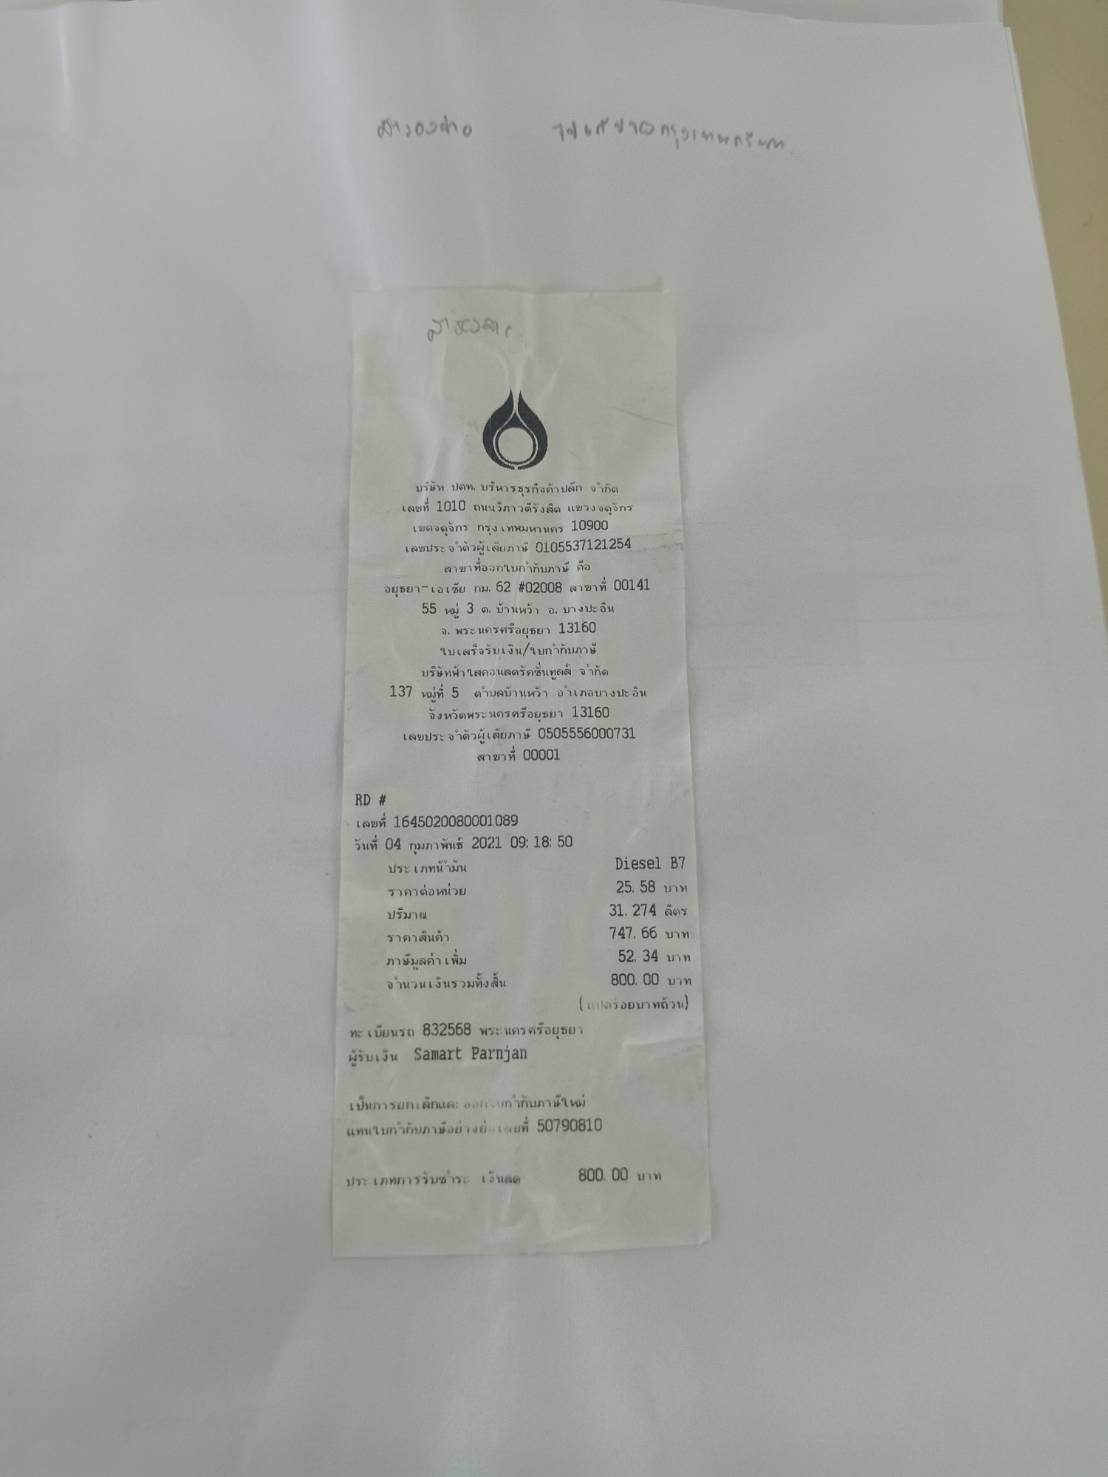 สำรองจ่าย
สำรองจ่าย
บริษัท ปตท. บริหารธุรกิจค้าปลีก จำกัด
เลขที่ 1010 ถนนวิภาวดีรังสิต แขวงจตุจักร
เขตจตุจักร กรุงเทพมหานคร 10900
เลขประจำตัวผู้เสียภาษี 0105537121254
สาขาที่ออกใบกำกับภาษี คือ
อยุธยา-เอเซีย กม. 62 #02008 สาขาที่ 00141
55 หมู่ 3 ต. บ้านหว้า อ. บางปะอิน
จ. พระนครศรีอยุธยา 13160
ใบเสร็จรับเงิน/ใบกำกับภาษี
บริษัทฟ้าใสคอนสตรัคชั่นทูลส์ จำกัด
137 หมู่ที่ 5 ตำบลบ้านหว้า อำเภอบางปะอิน
จังหวัดพระนครศรีอยุธยา 13160
เลขประจำตัวผู้เสียภาษี 0505556000731
สาขาที่ 00001
RD #
เลขที่ 1645020080001089
วันที่ 04 กุมภาพันธ์ 2021 09:18:50
ประเภทน้ำมัน Diesel B7
ราคาต่อหน่วย 25.58 บาท
ปริมาณ 31.274 ลิตร
ราคาสินค้า 747.66 บาท
ภาษีมูลค่าเพิ่ม 52.34 บาท
จำนวนเงินรวมทั้งสิ้น 800.00 บาท
(แปดร้อยบาทถ้วน)
ทะเบียนรถ 832568 พระนครศรีอยุธยา
ผู้รับเงิน Samart Parnjan
เป็นการยกเลิกและออกใบกำกับภาษีใหม่
แทนใบกำกับภาษีอย่างย่อเลขที่ 50790810
ประเภทการรับชำระ เงินสด 800.00 บาท